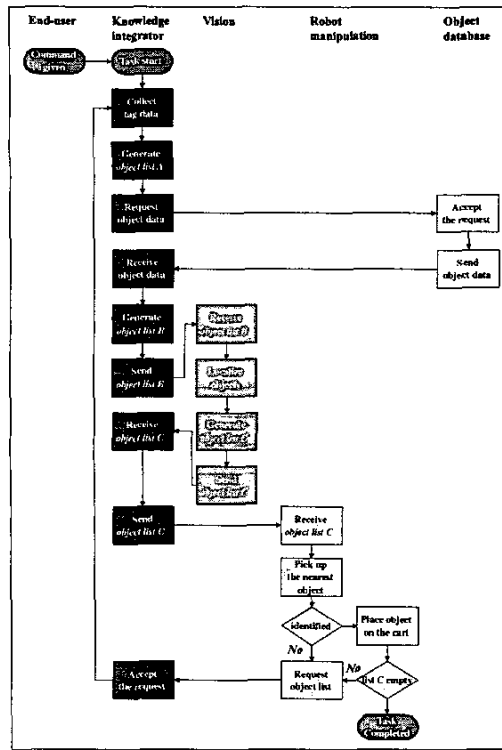 End-user
Knowledge
integrator
Vision
Robot
manipulation
Object
database
Command
is given
Task start
Collect
tag data
Generate
object list A
Request
object data
Accept
the request
Receive
object data
Send
object data
Generate
object list B
Receive
object list B
Send
object list B
Localize
objects
Receive
object list C
Generate
object list C
Send
object list C
Send
object list C
Receive
object list C
Pick up
the nearest
object
identified
Place object
on the cart
No
No
Accept
the request
Request
object list
list C empty
Task
Completed